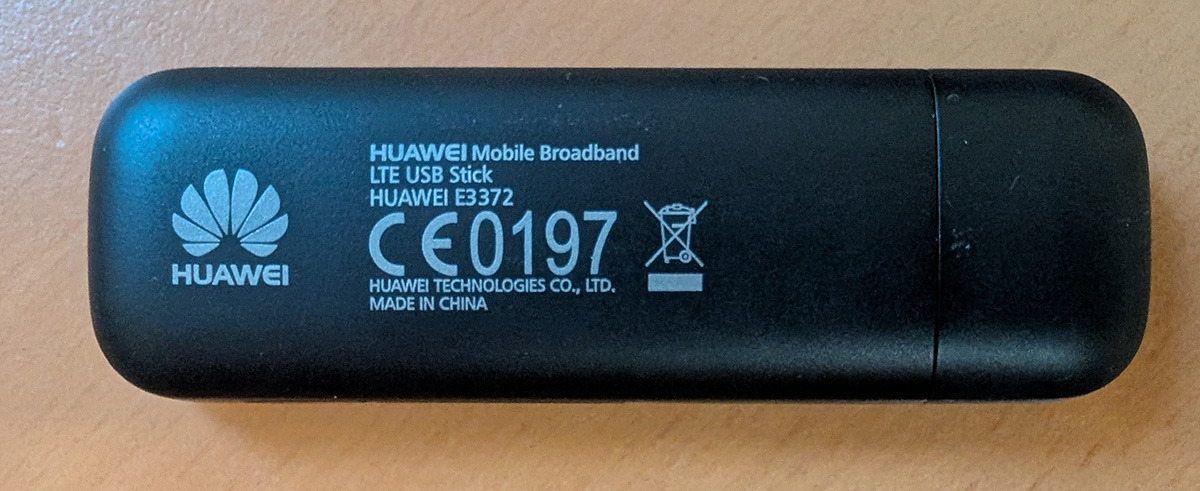 HUAWEI
HUAWEI Mobile Broadband
LTE USB Stick
HUAWEI E3372
CE0197
HUAWEI TECHNOLOGIES CO., LTD.
MADE IN CHINA